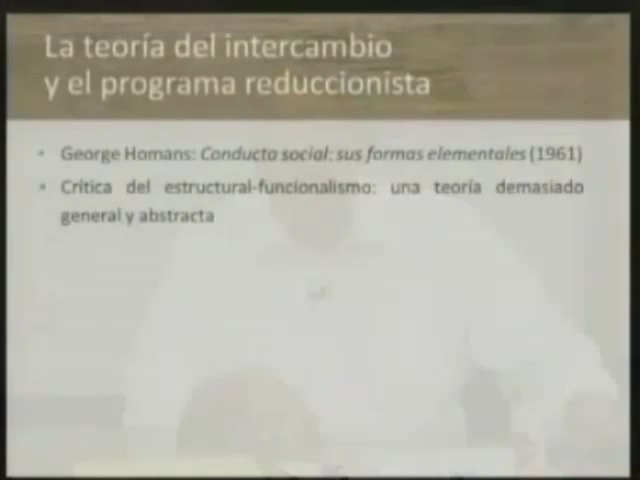 La teoría del intercambio
y el programa reduccionista
• George Homans: Conducta social: sus formas elementales (1961)
• Crítica del estructural-funcionalismo: una teoría demasiado
general y abstracta